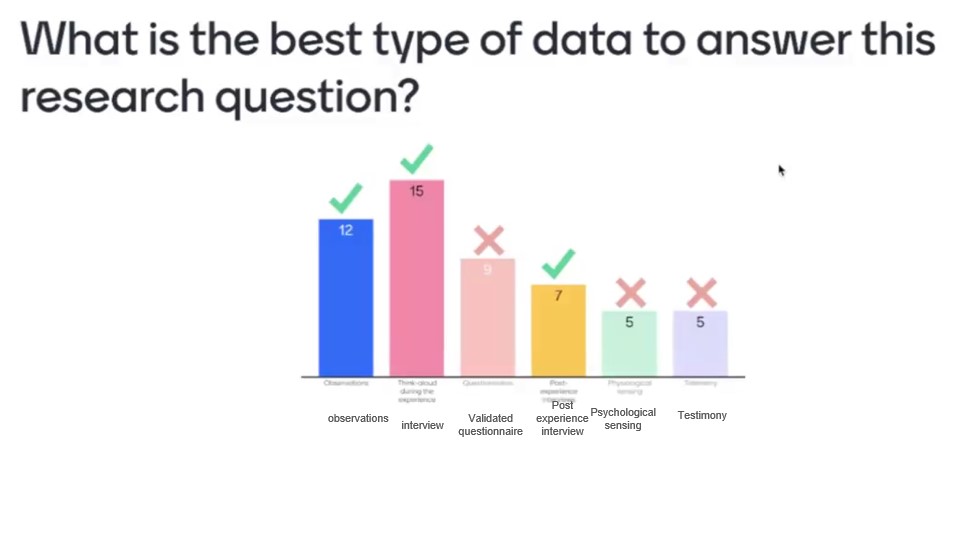 What is the best type of data to answer this
research question?
15
12
9
7
5
5
Observations
Think-aloud
during the
experience
Questionnaires
Post-
experience
interviews
Physiological
sensing
Telemetry
observations
interview
Validated
questionnaire
Post
experience
interview
Psychological
sensing
Testimony